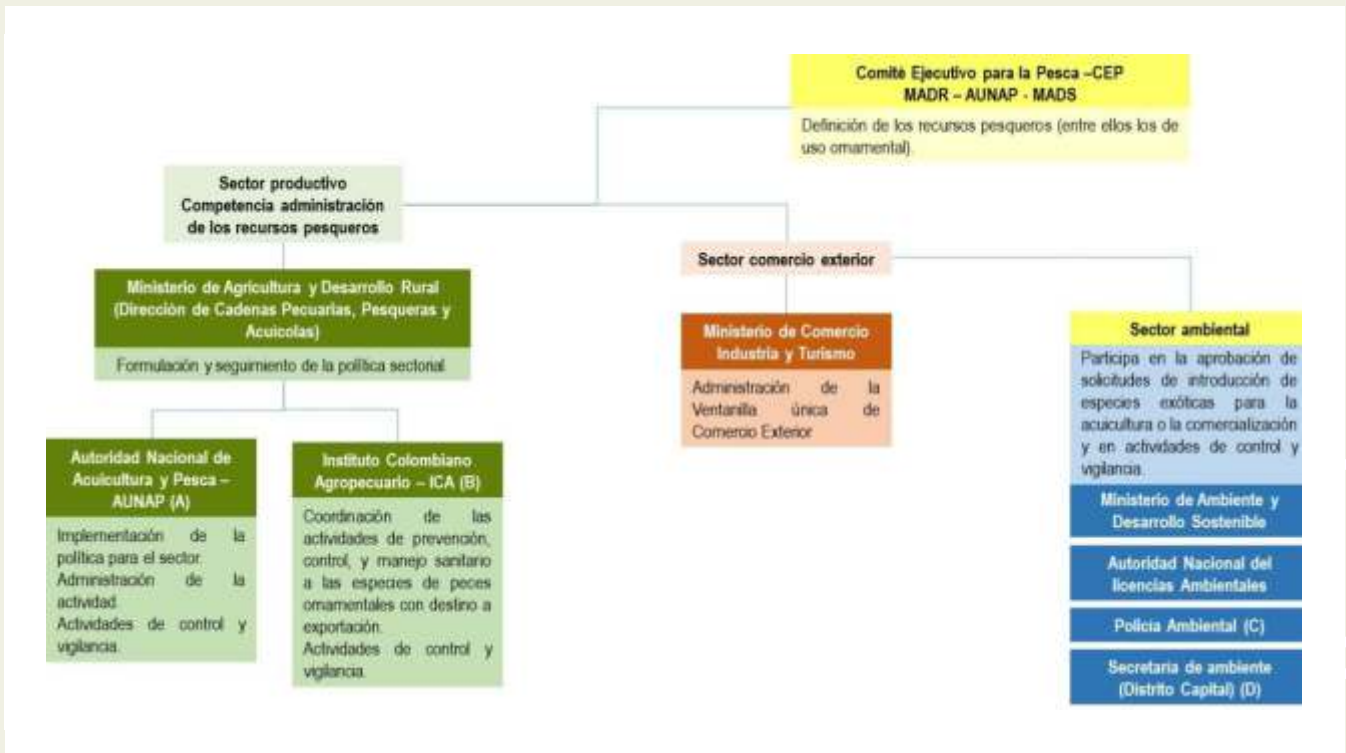 Comité Ejecutivo para la Pesca –CEP
MADR – AUNAP - MADS
Definición de los recursos pesqueros (entre ellos los de
uso ornamental).
Sector productivo
Competencia administración
de los recursos pesqueros
Ministerio de Agricultura y Desarrollo Rural
(Dirección de Cadenas Pecuarias, Pesqueras y
Acuicolas)
Formulación y seguimiento de la política sectorial
Autoridad Nacional de
Acuicultura y Pesca –
AUNAP (A)
Implementación de la
política para el sector.
Administración de la
actividad.
Actividades de control y
vigilancia.
Instituto Colombiano
Agropecuario – ICA (B)
Coordinación de las
actividades de prevención,
control, y manejo sanitario
a las especies de peces
ornamentales con destino a
exportación.
Actividades de control y
vigilancia.
Sector comercio exterior
Ministerio de Comercio
Industria y Turismo
Administración de la
Ventanilla única de
Comercio Exterior
Sector ambiental
Participa en la aprobación de
solicitudes de introducción de
especies exóticas para la
acuicultura o la comercialización
y en actividades de control y
vigilancia.
Ministerio de Ambiente y
Desarrollo Sostenible
Autoridad Nacional del
licencias Ambientales
Policía Ambiental (C)
Secretaria de ambiente
(Distrito Capital) (D)